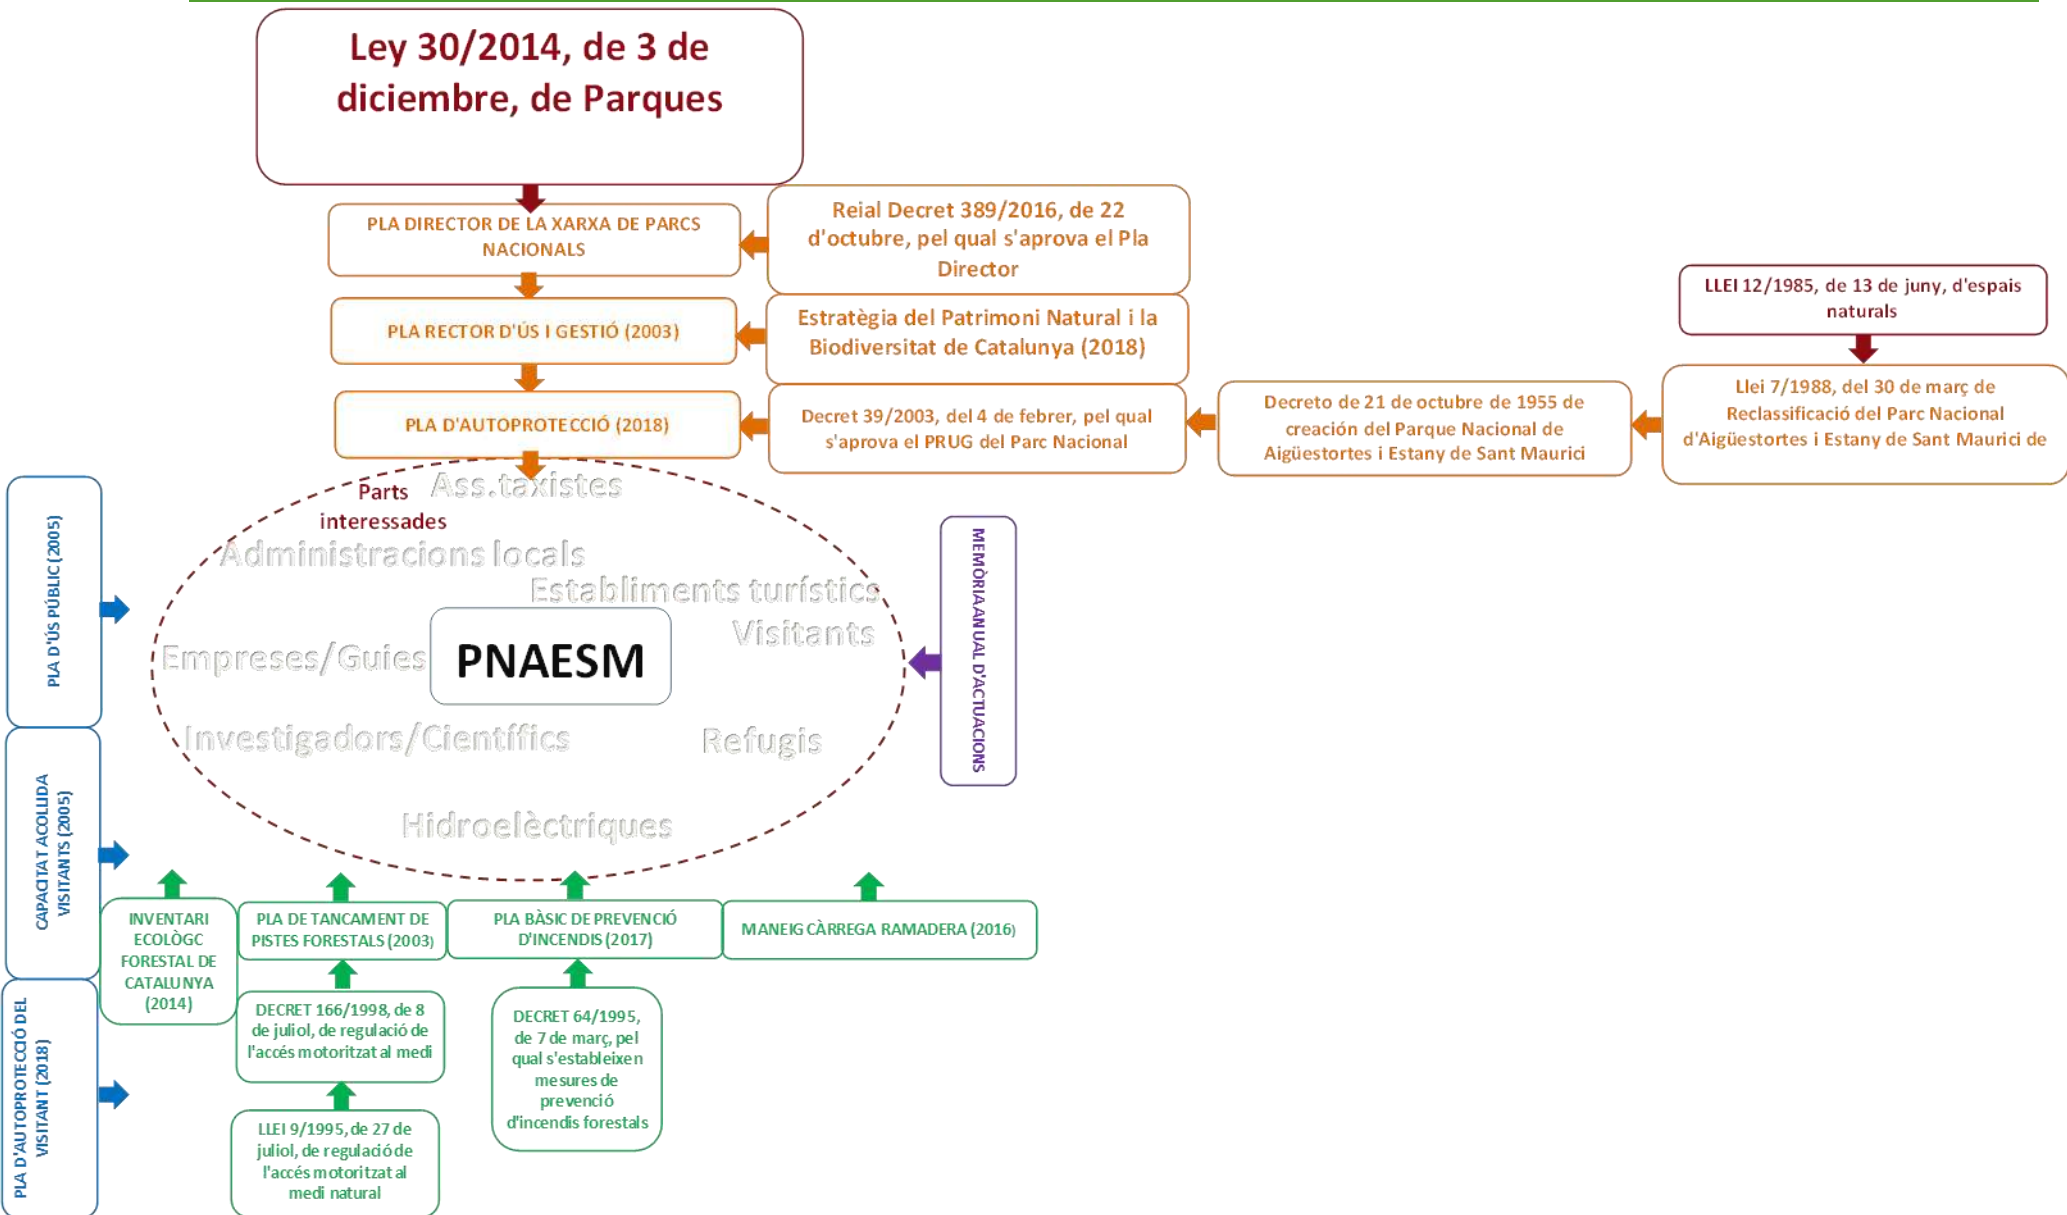 Ley 30/2014, de 3 de
diciembre, de Parques
PLA DIRECTOR DE LA XARXA DE PARCS
NACIONALS
Reial Decret 389/2016, de 22
d'octubre, pel qual s'aprova el Pla
Director
LLEI 12/1985, de 13 de juny, d'espais
naturals
PLA RECTOR D'ÚS I GESTIÓ (2003)
Estratègia del Patrimoni Natural i la
Biodiversitat de Catalunya (2018)
PLA D'AUTOPROTECCIÓ (2018)
Decret 39/2003, del 4 de febrer, pel qual
s'aprova el PRUG del Parc Nacional
Decreto de 21 de octubre de 1955 de
creación del Parque Nacional de
Aigüestortes i Estany de Sant Maurici
Llei 7/1988, del 30 de març de
Reclassificació del Parc Nacional
d'Aigüestortes i Estany de Sant Maurici de
Parts
interessades
Ass.taxistes
Administracions locals
Establiments turístics
Visitants
Empreses/Guies
PNAESM
Investigadors/Científics
Refugis
Hidroelèctriques
MEMÒRIA ANUAL D'ACTUACIONS
PLA D'ÚS PÚBLIC (2005)
CAPACITAT ACOLLIDA
VISITANTS (2005)
PLA D'AUTOPROTECCIÓ DEL
VISITANT (2018)
INVENTARI
ECOLÒGC
FORESTAL DE
CATALUNYA
(2014)
PLA DE TANCAMENT DE
PISTES FORESTALS (2003)
PLA BÀSIC DE PREVENCIÓ
D'INCENDIS (2017)
MANEIG CÀRREGA RAMADERA (2016)
DECRET 166/1998, de 8
de juliol, de regulació de
l'accés motoritzat al medi
DECRET 64/1995,
de 7 de març, pel
qual s'estableixen
mesures de
prevenció
d'incendis forestals
LLEI 9/1995, de 27 de
juliol, de regulació de
l'accés motoritzat al
medi natural